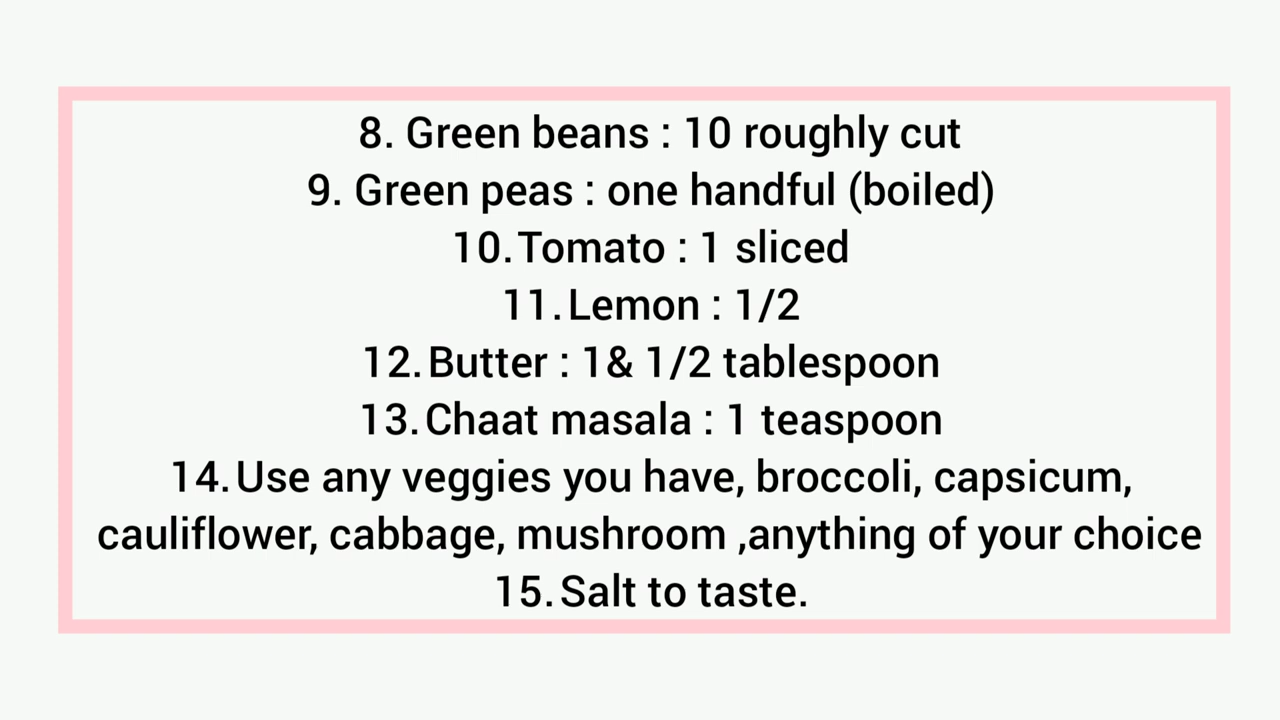 8. Green beans : 10 roughly cut
9. Green peas : one handful (boiled)
10. Tomato : 1 sliced
11. Lemon : 1/2
12. Butter : 1& 1/2 tablespoon
13. Chaat masala : 1 teaspoon
14. Use any veggies you have, broccoli, capsicum,
cauliflower, cabbage, mushroom ,anything of your choice
15. Salt to taste.